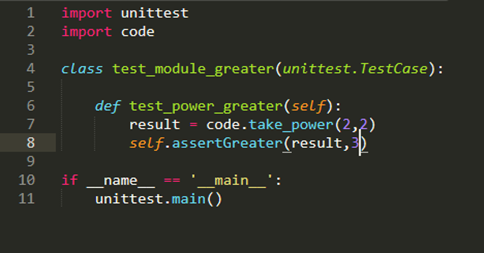 1 import unittest
2 import code
3
4 class test_module_greater(unittest.TestCase):
5
6     def test_power_greater(self):
7         result = code.take_power(2,2)
8         self.assertGreater(result,3)
9
10 if __name__ == '__main__':
11     unittest.main()